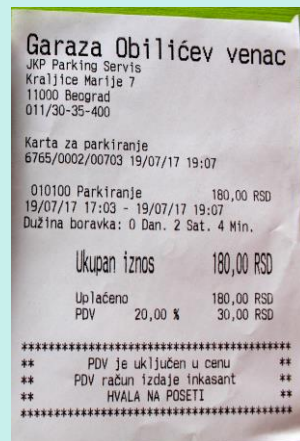 Garaza Obilićev venac
JKP Parking Servis
Kraljice Marije 7
11000 Beograd
011/30-35-400
Karta za parkiranje
6765/0002/00703 19/07/17 19:07
010100 Parkiranje 180,00 RSD
19/07/17 17:03 - 19/07/17 19:07
Dužina boravka: 0 Dan. 2 Sat. 4 Min.
Ukupan iznos 180,00 RSD
Uplaćeno 180,00 RSD
PDV 20,00 % 30,00 RSD
***************************************
** PDV je uključen u cenu **
** PDV račun izdaje inkasant **
** HVALA NA POSETI **
***************************************